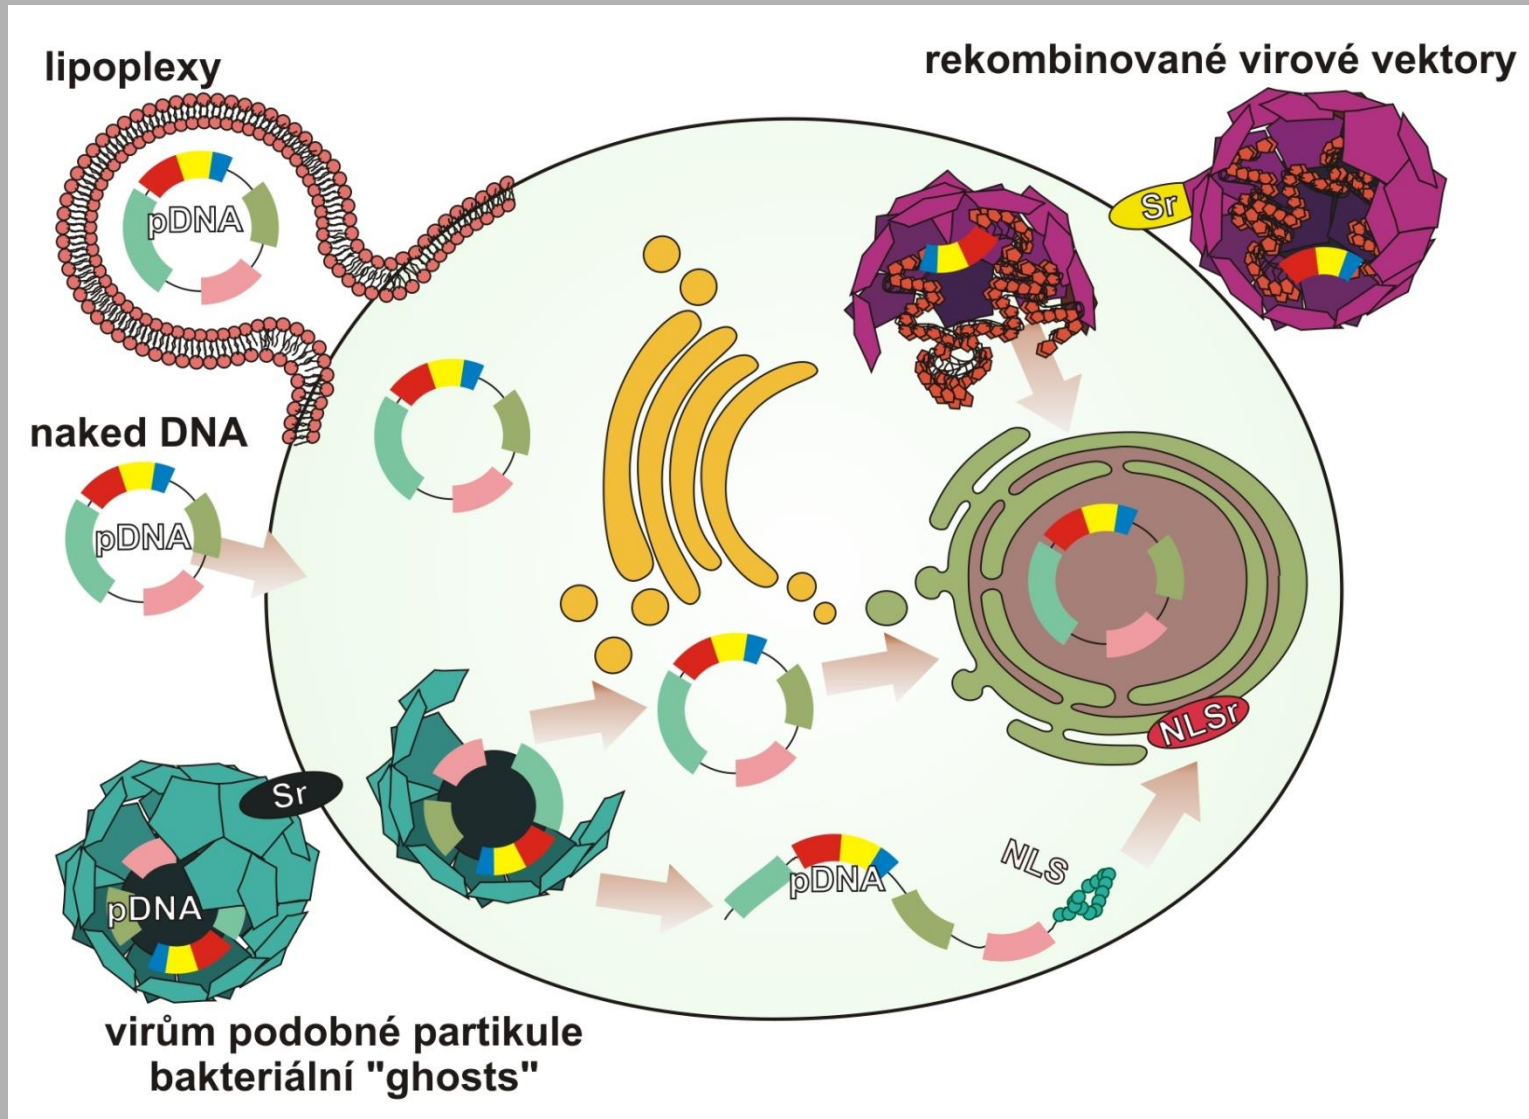 lipoplexy
rekombinované virové vektory
pDNA
Sr
naked DNA
pDNA
NLSr
Sr
pDNA
pDNA
NLS
virům podobné partikule
bakteriální "ghosts"